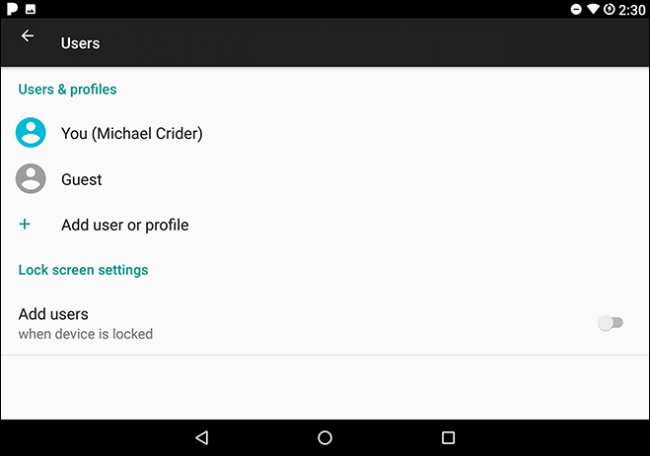 2:30
Users
Users & profiles
You (Michael Crider)
Guest
Add user or profile
Lock screen settings
Add users
when device is locked